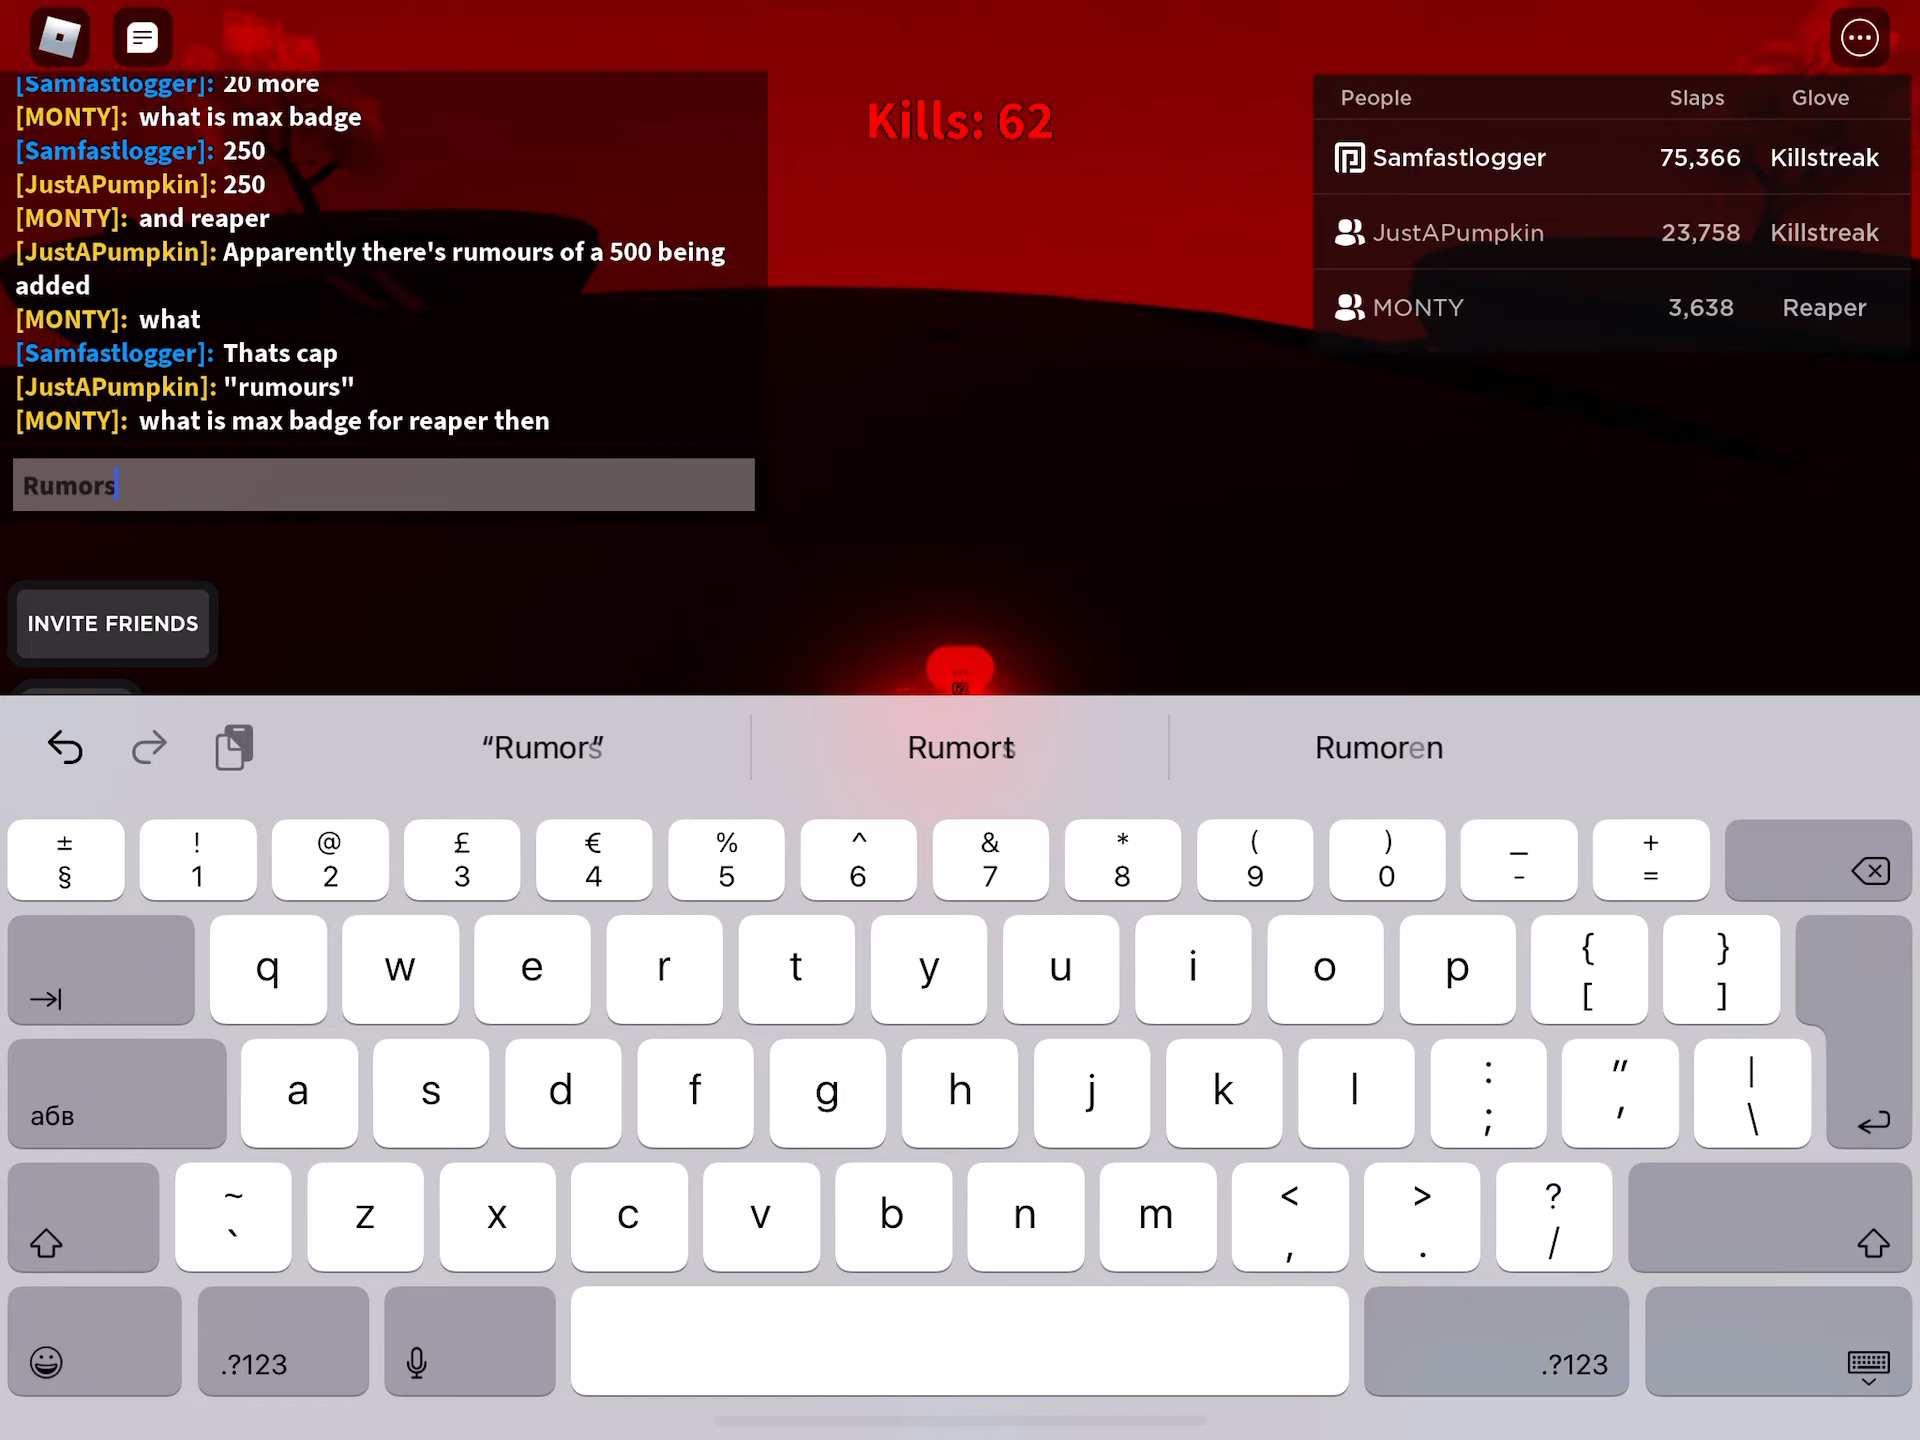 [Samfastlogger]: 20 more
[MONTY]: what is max badge
[Samfastlogger]: 250
[JustAPumpkin]: 250
[MONTY]: and reaper
[JustAPumpkin]: Apparently there's rumours of a 500 being
added
[MONTY]: what
[Samfastlogger]: Thats cap
[JustAPumpkin]: "rumours"
[MONTY]: what is max badge for reaper then
Rumors
Kills: 62
People Slaps Glove
Samfastlogger 75,366 Killstreak
JustAPumpkin 23,758 Killstreak
MONTY 3,638 Reaper
INVITE FRIENDS
62
± ! @ £ € % ^ & * ( ) _ +
§ 1 2 3 4 5 6 7 8 9 0 - =
q w e r t y u i o p { }
[ ]
абв a s d f g h j k l : " |
; ' \
~ z x c v b n m < > ?
` , . /
.?123 .?123